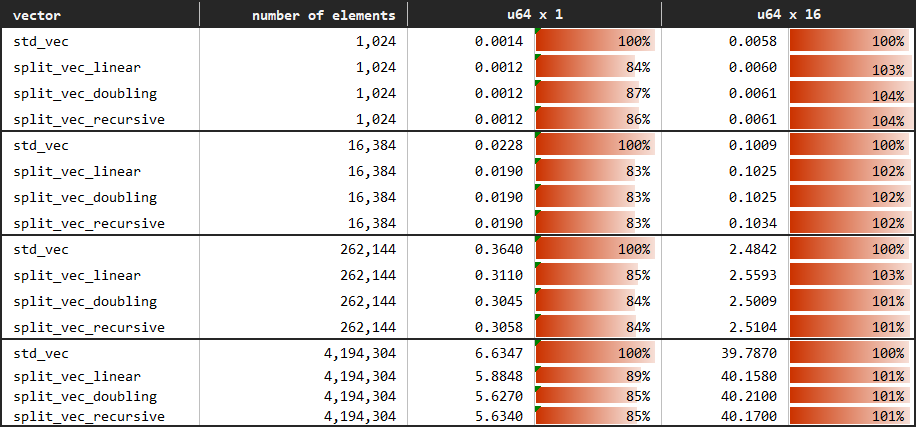 vector number of elements u64 x 1 u64 x 16
std_vec 1,024 0.0014 100% 0.0058 100%
split_vec_linear 1,024 0.0012 84% 0.0060 103%
split_vec_doubling 1,024 0.0012 87% 0.0061 104%
split_vec_recursive 1,024 0.0012 86% 0.0061 104%
std_vec 16,384 0.0228 100% 0.1009 100%
split_vec_linear 16,384 0.0190 83% 0.1025 102%
split_vec_doubling 16,384 0.0190 83% 0.1025 102%
split_vec_recursive 16,384 0.0190 83% 0.1034 102%
std_vec 262,144 0.3640 100% 2.4842 100%
split_vec_linear 262,144 0.3110 85% 2.5593 103%
split_vec_doubling 262,144 0.3045 84% 2.5009 101%
split_vec_recursive 262,144 0.3058 84% 2.5104 101%
std_vec 4,194,304 6.6347 100% 39.7870 100%
split_vec_linear 4,194,304 5.8848 89% 40.1580 101%
split_vec_doubling 4,194,304 5.6270 85% 40.2100 101%
split_vec_recursive 4,194,304 5.6340 85% 40.1700 101%